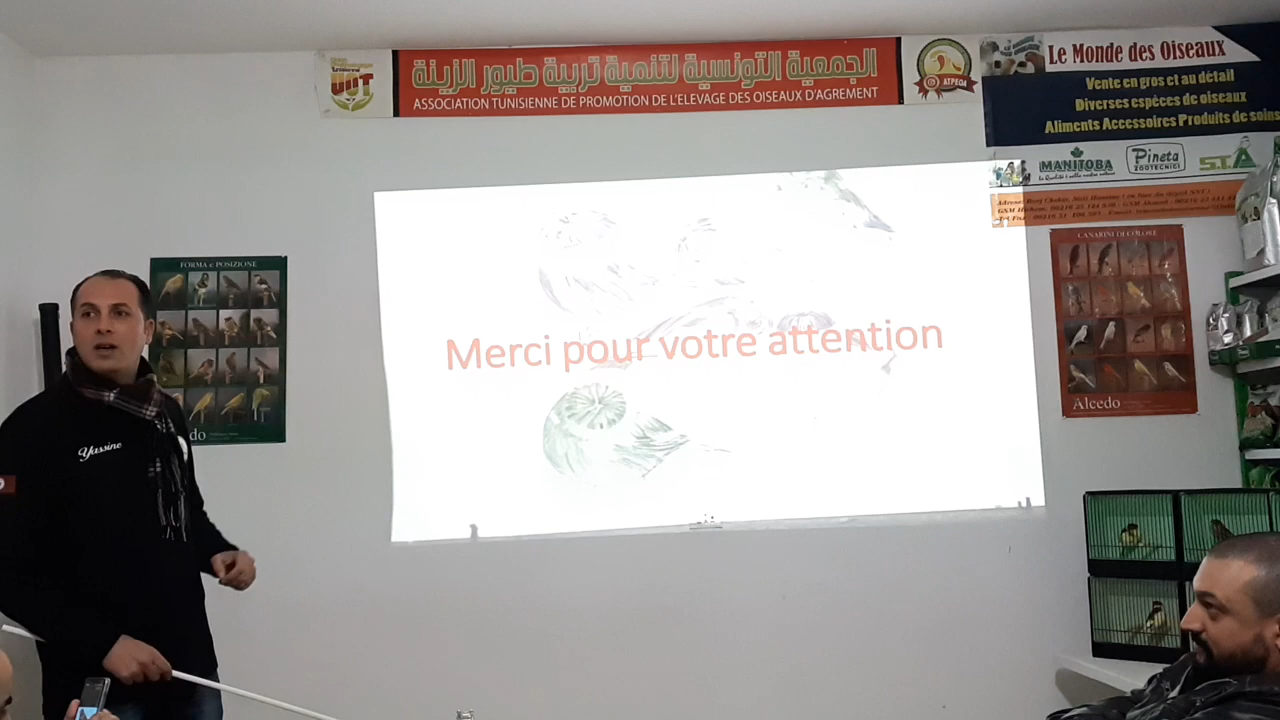 UOT
الجمعية التونسية لتنمية تربية طيور الزينة
ASSOCIATION TUNISIENNE DE PROMOTION DE L'ELEVAGE DES OISEAUX D'AGREMENT
ATPEOA
Le Monde des Oiseaux
Vente en gros et au détail
Diverses espèces de oiseaux
Aliments Accessoires Produits de soins
MANITOBA
Pineta
ZOOTECNICI
S.T.A
FORMA e POSIZIONE
CANARINI DI COLORE
Merci pour votre attention
Alcedo
Yassine